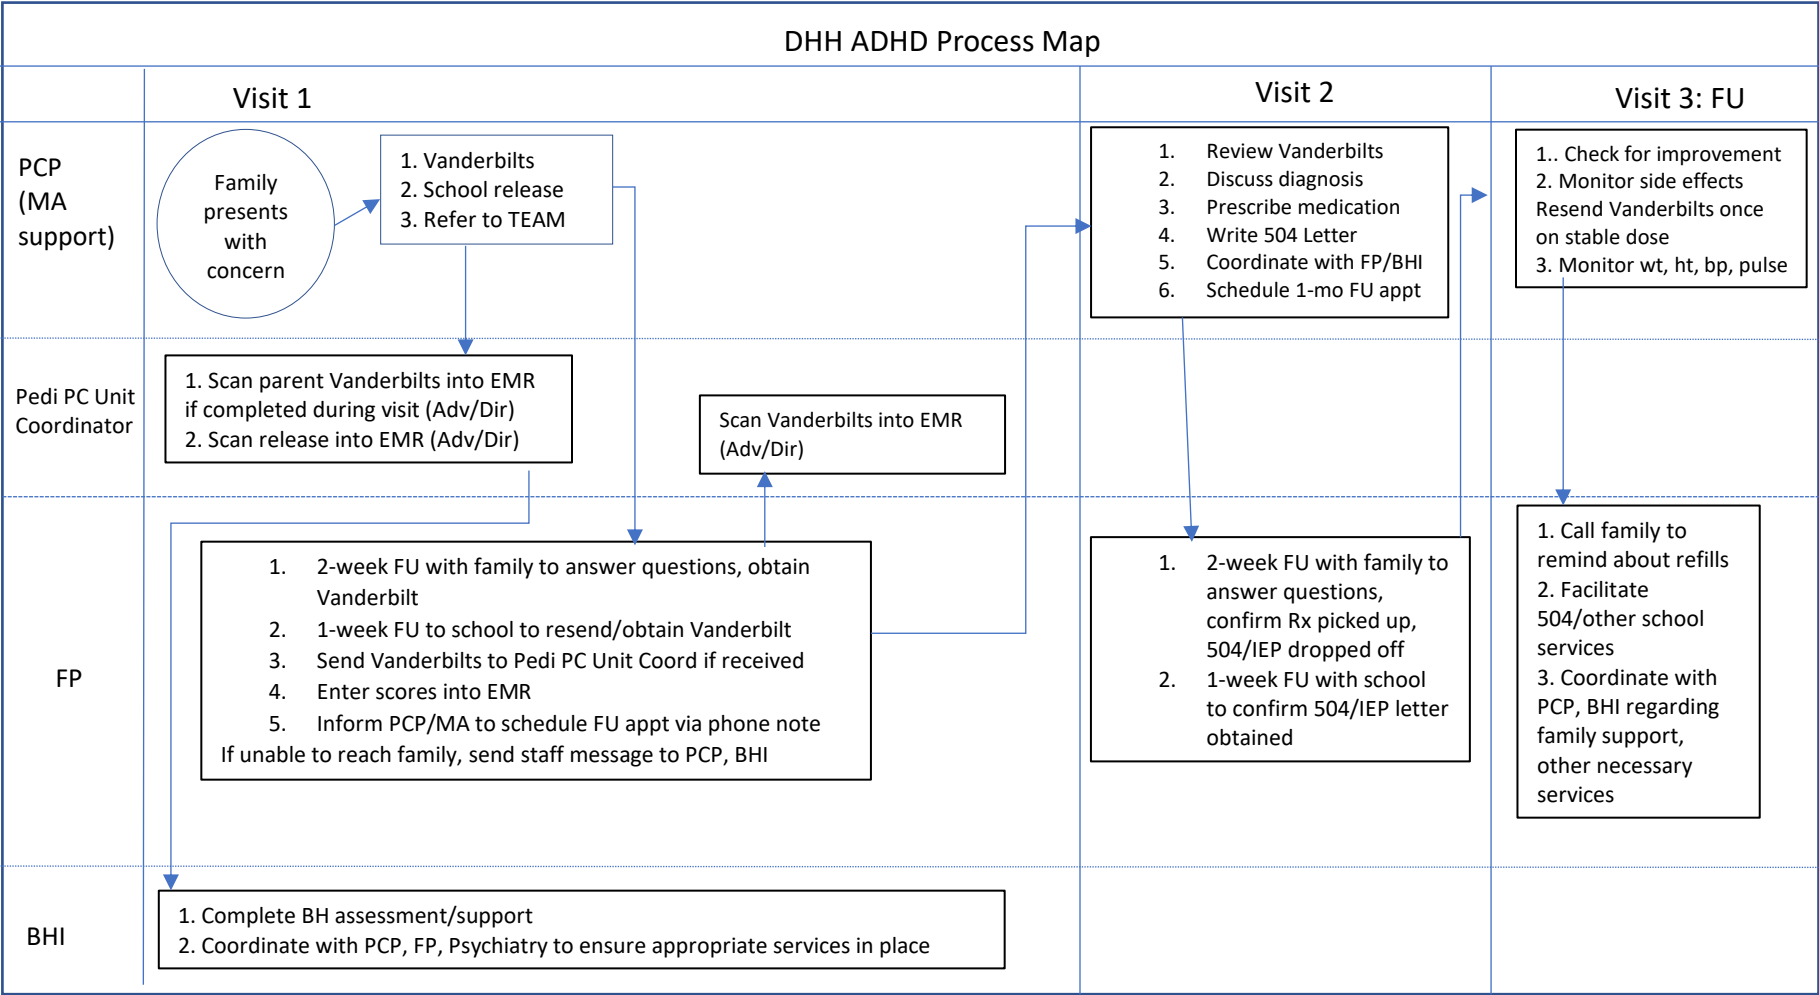 DHH ADHD Process Map
Visit 1
Visit 2
Visit 3: FU
PCP
(MA
support)
Family
presents
with
concern
1. Vanderbilts
2. School release
3. Refer to TEAM
1. Review Vanderbilts
2. Discuss diagnosis
3. Prescribe medication
4. Write 504 Letter
5. Coordinate with FP/BHI
6. Schedule 1-mo FU appt
1.. Check for improvement
2. Monitor side effects
Resend Vanderbilts once
on stable dose
3. Monitor wt, ht, bp, pulse
Pedi PC Unit
Coordinator
1. Scan parent Vanderbilts into EMR
if completed during visit (Adv/Dir)
2. Scan release into EMR (Adv/Dir)
Scan Vanderbilts into EMR
(Adv/Dir)
FP
1. 2-week FU with family to answer questions, obtain
Vanderbilt
2. 1-week FU to school to resend/obtain Vanderbilt
3. Send Vanderbilts to Pedi PC Unit Coord if received
4. Enter scores into EMR
5. Inform PCP/MA to schedule FU appt via phone note
If unable to reach family, send staff message to PCP, BHI
1. 2-week FU with family to
answer questions,
confirm Rx picked up,
504/IEP dropped off
2. 1-week FU with school
to confirm 504/IEP letter
obtained
1. Call family to
remind about refills
2. Facilitate
504/other school
services
3. Coordinate with
PCP, BHI regarding
family support,
other necessary
services
BHI
1. Complete BH assessment/support
2. Coordinate with PCP, FP, Psychiatry to ensure appropriate services in place